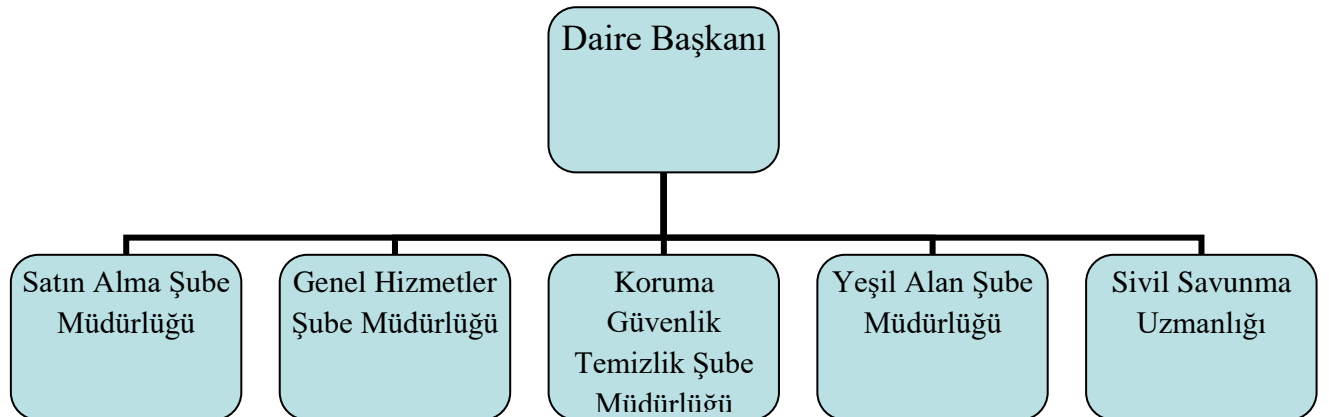 Daire Başkanı
Satın Alma Şube
Müdürlüğü
Genel Hizmetler
Şube Müdürlüğü
Koruma
Güvenlik
Temizlik Şube
Müdürlüğü
Yeşil Alan Şube
Müdürlüğü
Sivil Savunma
Uzmanlığı